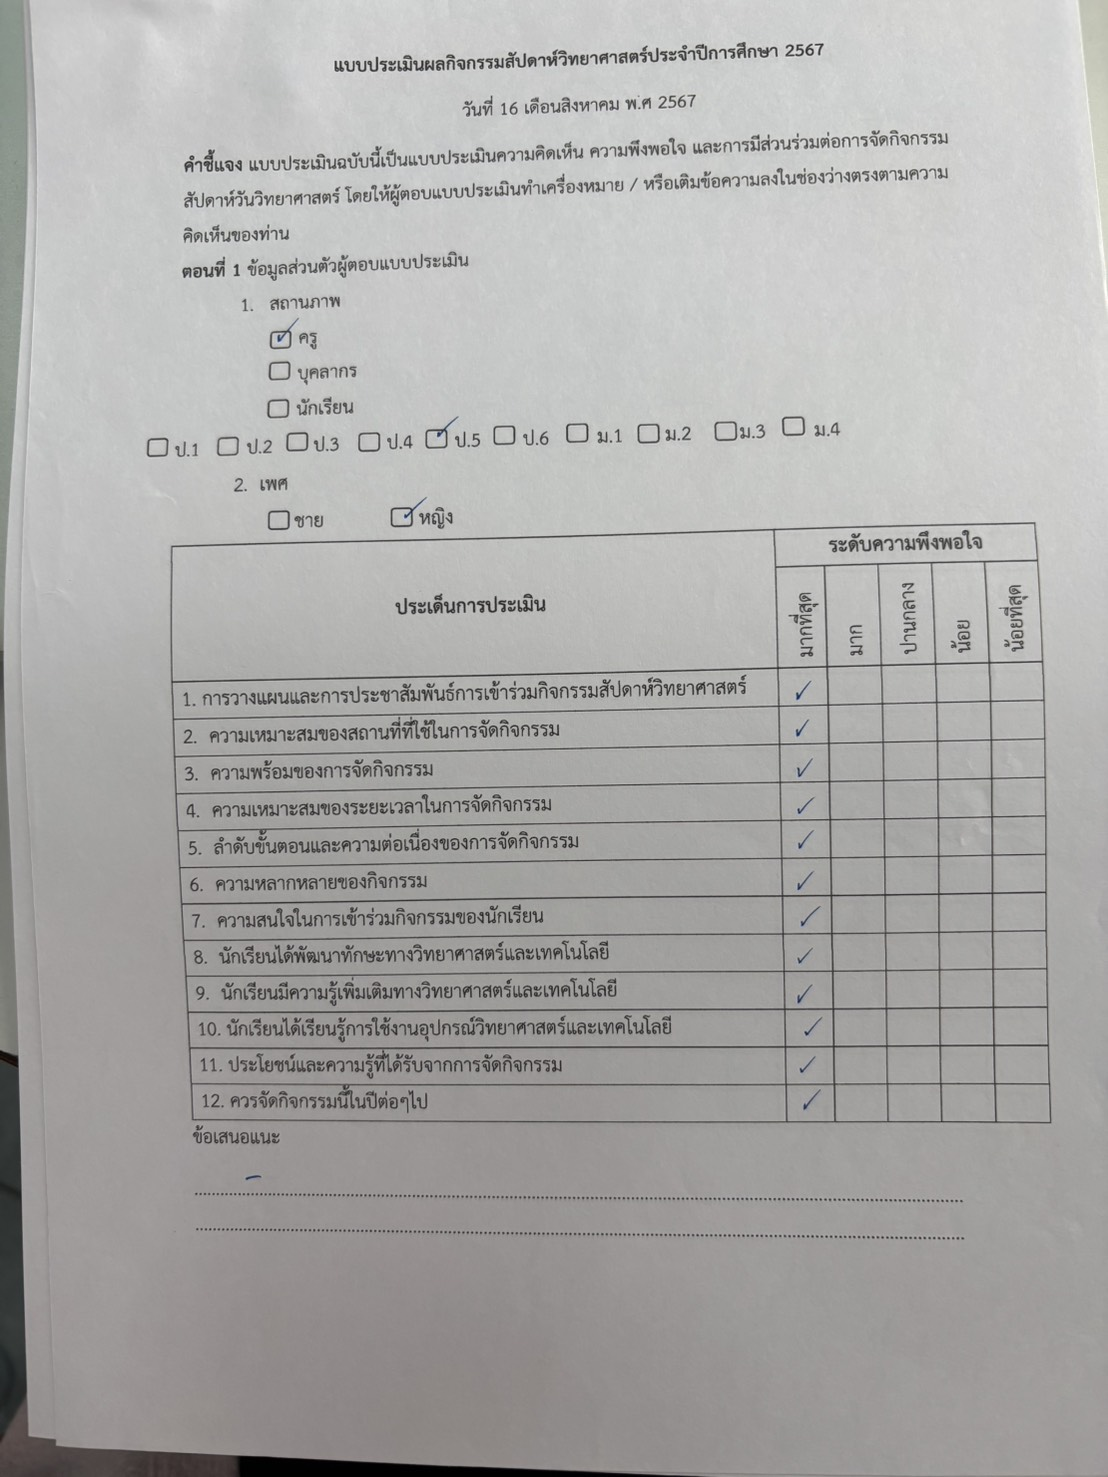 แบบประเมินผลกิจกรรมสัปดาห์วิทยาศาสตร์ประจำปีการศึกษา 2567
วันที่ 16 เดือนสิงหาคม พ.ศ 2567
คำชี้แจง แบบประเมินฉบับนี้เป็นแบบประเมินความคิดเห็น ความพึงพอใจ และการมีส่วนร่วมต่อการจัดกิจกรรม
สัปดาห์วันวิทยาศาสตร์ โดยให้ผู้ตอบแบบประเมินทำเครื่องหมาย / หรือเติมข้อความลงในช่องว่างตรงตามความ
คิดเห็นของท่าน
ตอนที่ 1 ข้อมูลส่วนตัวผู้ตอบแบบประเมิน
1. สถานภาพ
ครู
บุคลากร
นักเรียน
ป.1 ป.2 ป.3 ป.4 ป.5 ป.6 ม.1 ม.2 ม.3 ม.4
2. เพศ
ชาย หญิง
ประเด็นการประเมิน
ระดับความพึงพอใจ
มากที่สุด มาก ปานกลาง น้อย น้อยที่สุด
1. การวางแผนและการประชาสัมพันธ์การเข้าร่วมกิจกรรมสัปดาห์วิทยาศาสตร์
2. ความเหมาะสมของสถานที่ที่ใช้ในการจัดกิจกรรม
3. ความพร้อมของการจัดกิจกรรม
4. ความเหมาะสมของระยะเวลาในการจัดกิจกรรม
5. ลำดับขั้นตอนและความต่อเนื่องของการจัดกิจกรรม
6. ความหลากหลายของกิจกรรม
7. ความสนใจในการเข้าร่วมกิจกรรมของนักเรียน
8. นักเรียนได้พัฒนาทักษะทางวิทยาศาสตร์และเทคโนโลยี
9. นักเรียนมีความรู้เพิ่มเติมทางวิทยาศาสตร์และเทคโนโลยี
10. นักเรียนได้เรียนรู้การใช้งานอุปกรณ์วิทยาศาสตร์และเทคโนโลยี
11. ประโยชน์และความรู้ที่ได้รับจากการจัดกิจกรรม
12. ควรจัดกิจกรรมนี้ในปีต่อๆไป
ข้อเสนอแนะ
-